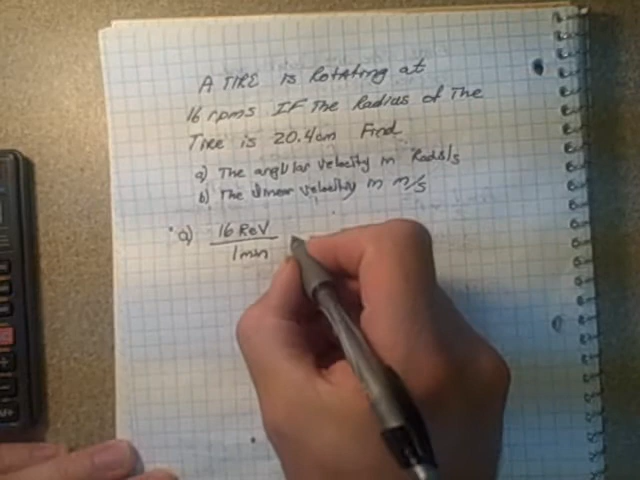 A TIRE is Rotating at
16 rpms IF The Radius of The
Tire is 20.4cm Find
a) The angular velocity in Rads/s
b) The linear velocity in m/s
a) 16 Rev
1 min